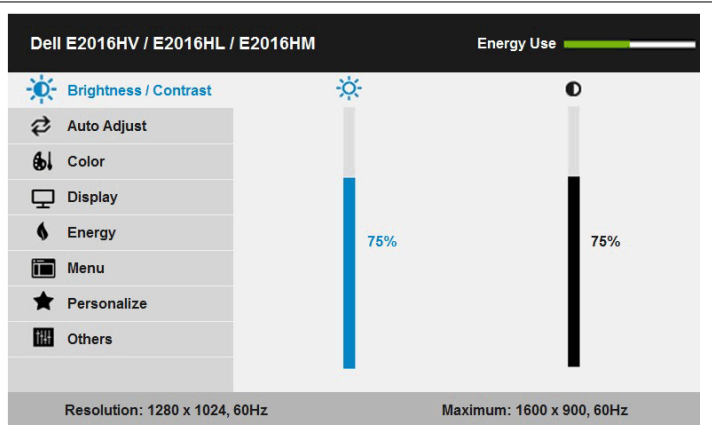 Dell E2016HV / E2016HL / E2016HM
Energy Use
Brightness / Contrast
Auto Adjust
Color
Display
Energy
Menu
Personalize
Others
75%
75%
Resolution: 1280 x 1024, 60Hz
Maximum: 1600 x 900, 60Hz